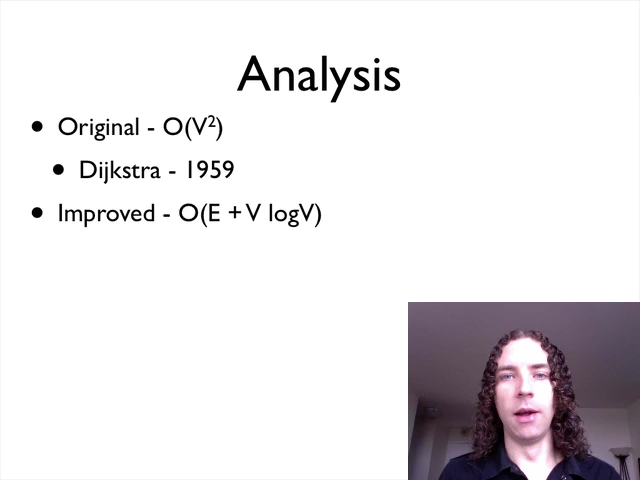 Analysis
• Original - O(V²)
• Dijkstra - 1959
• Improved - O(E + V logV)